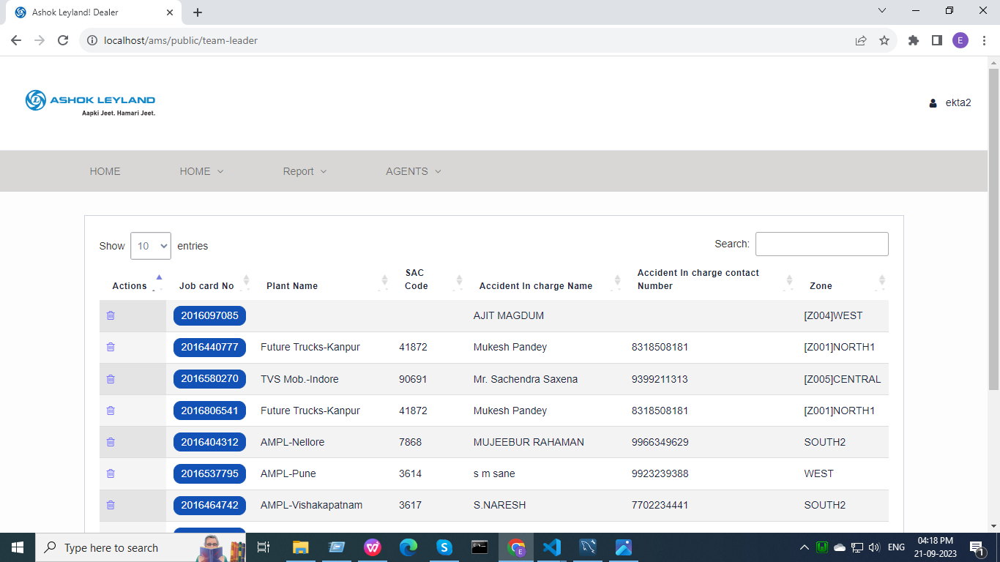 Ashok Leyland! Dealer
localhost/ams/public/team-leader
E
ASHOK LEYLAND
Aapki Jeet. Hamari Jeet.
ekta2
HOME HOME Report AGENTS
Show 10 entries Search:
Actions Job card No Plant Name SAC Code Accident In charge Name Accident In charge contact Number Zone
2016097085 AJIT MAGDUM [Z004]WEST
2016440777 Future Trucks-Kanpur 41872 Mukesh Pandey 8318508181 [Z001]NORTH1
2016580270 TVS Mob.-Indore 90691 Mr. Sachendra Saxena 9399211313 [Z005]CENTRAL
2016806541 Future Trucks-Kanpur 41872 Mukesh Pandey 8318508181 [Z001]NORTH1
2016404312 AMPL-Nellore 7868 MUJEEBUR RAHAMAN 9966349629 SOUTH2
2016537795 AMPL-Pune 3614 s m sane 9923239388 WEST
2016464742 AMPL-Vishakapatnam 3617 S.NARESH 7702234441 SOUTH2
Type here to search
ENG
04:18 PM
21-09-2023
1